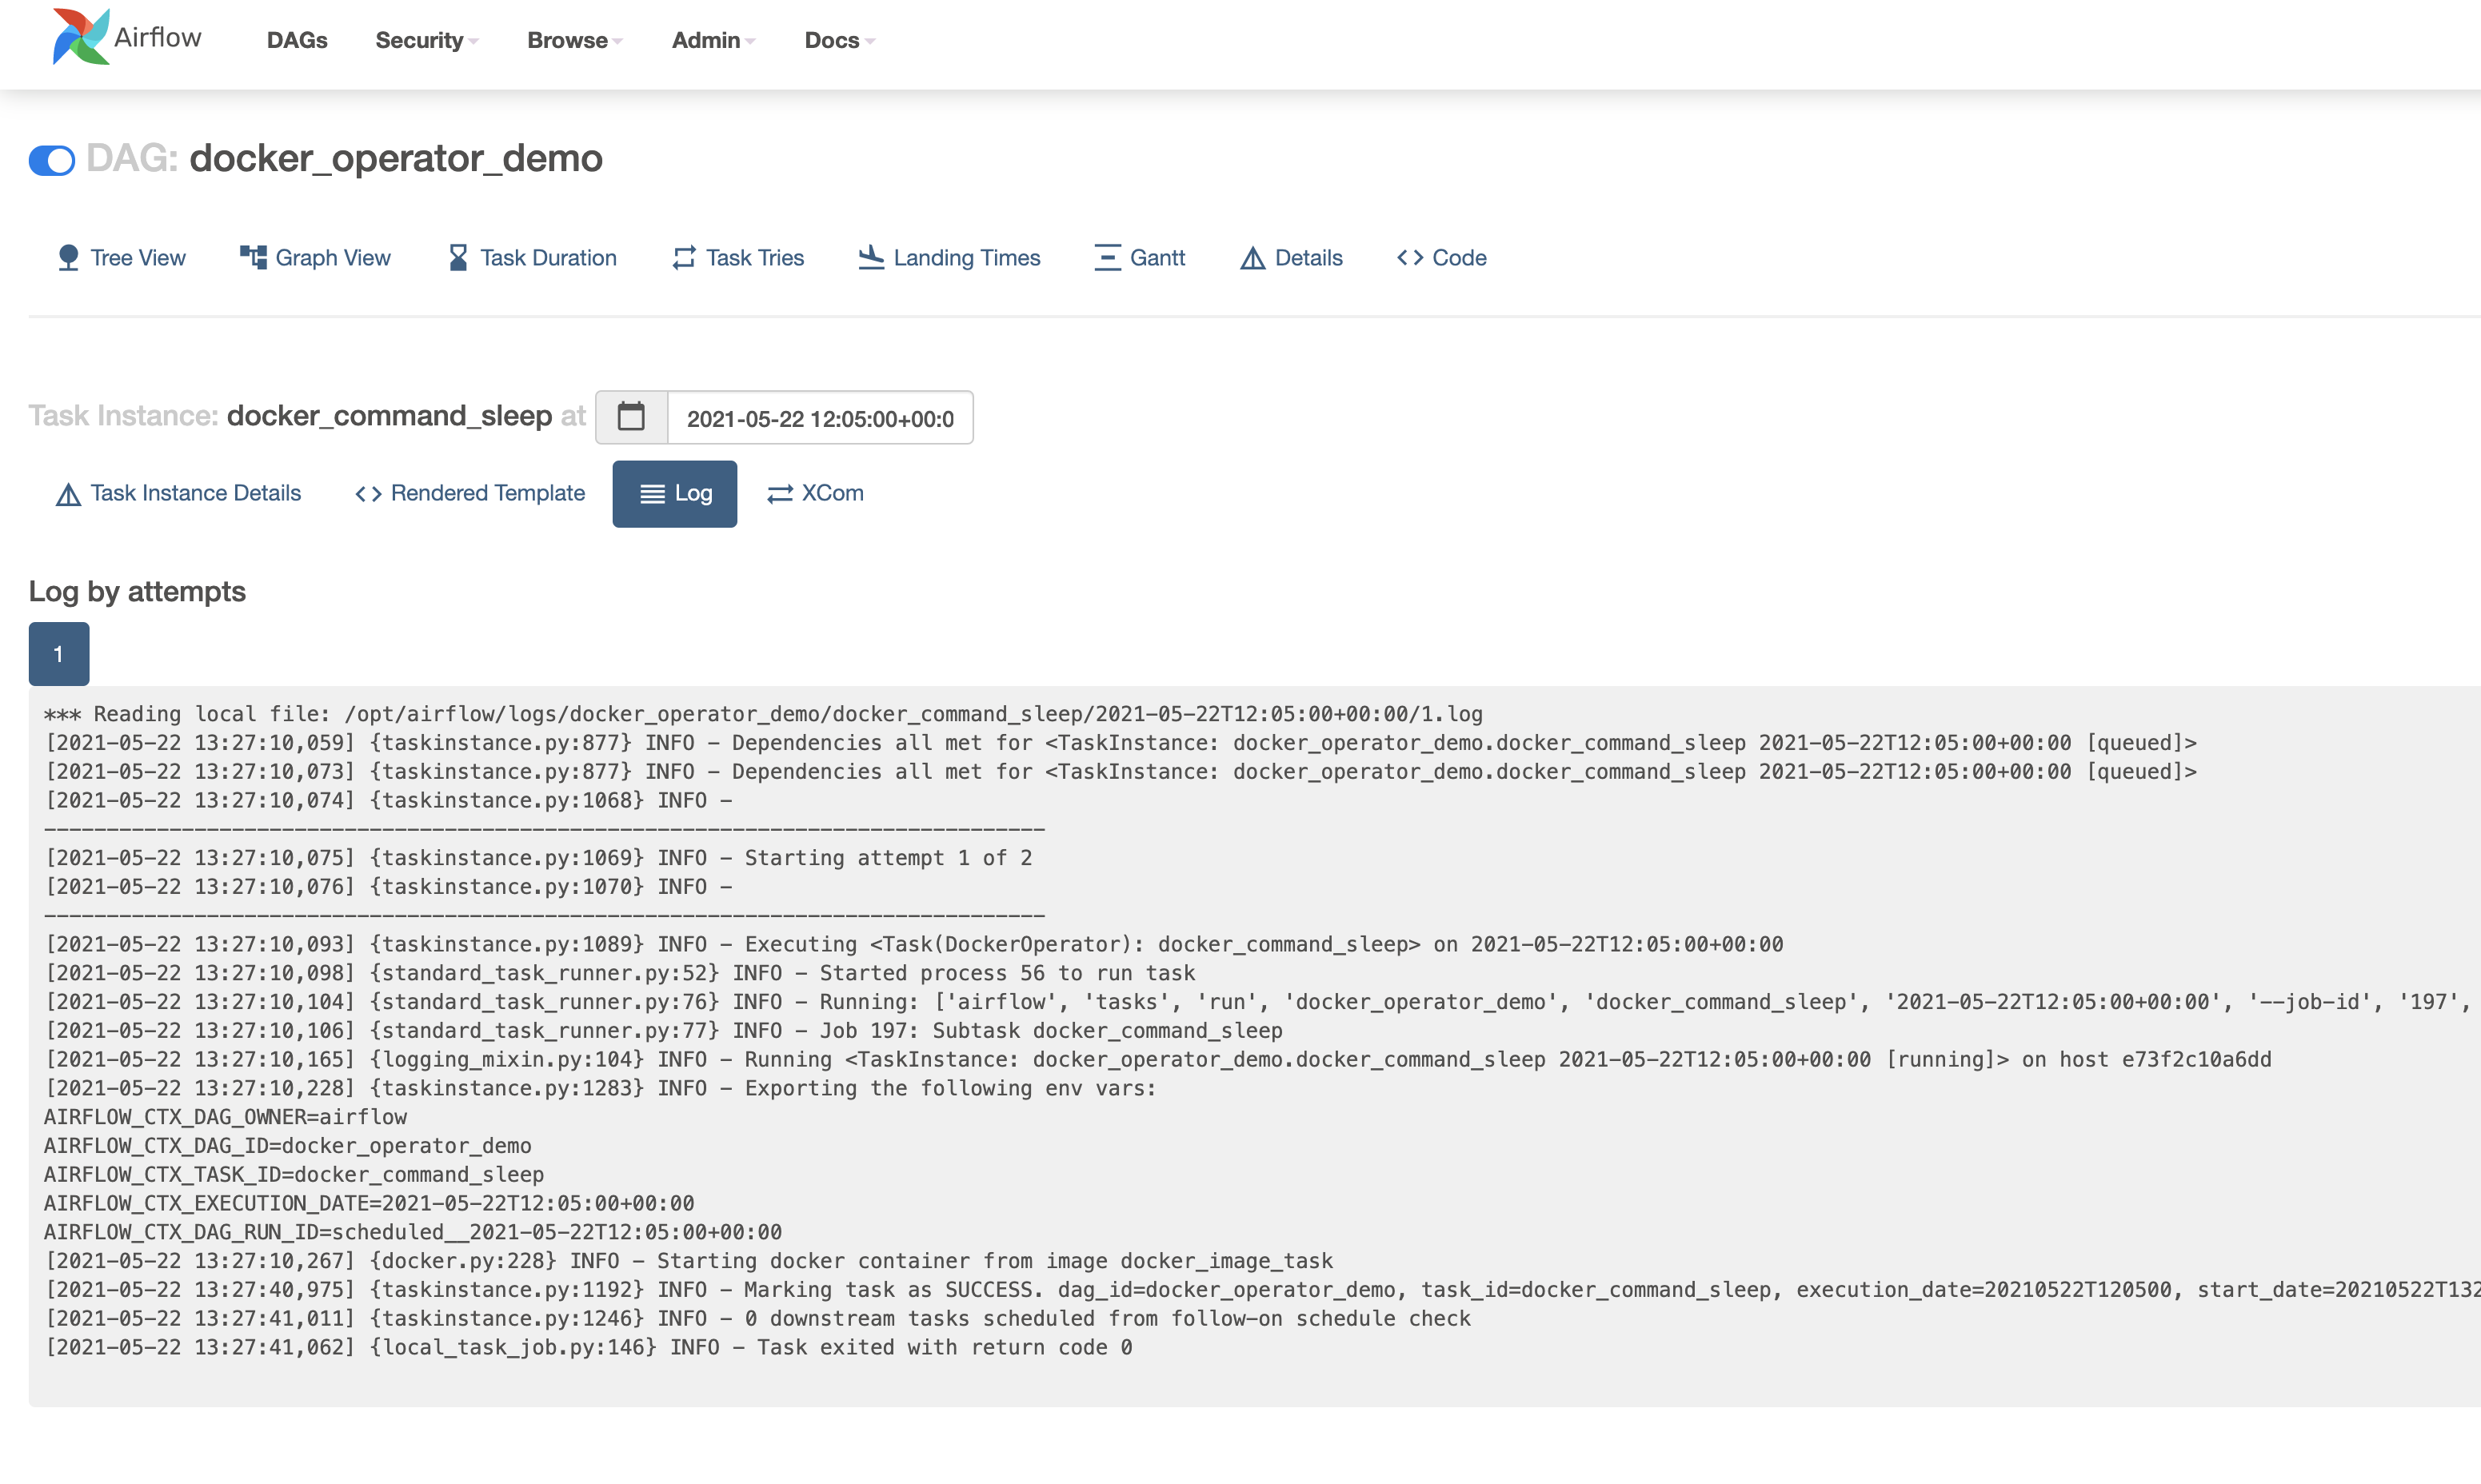 Airflow DAGs Security Browse Admin Docs
DAG: docker_operator_demo
Tree View Graph View Task Duration Task Tries Landing Times Gantt Details <> Code
Task Instance: docker_command_sleep at 2021-05-22 12:05:00+00:0
Task Instance Details <> Rendered Template Log XCom
Log by attempts
1
*** Reading local file: /opt/airflow/logs/docker_operator_demo/docker_command_sleep/2021-05-22T12:05:00+00:00/1.log
[2021-05-22 13:27:10,059] {taskinstance.py:877} INFO - Dependencies all met for <TaskInstance: docker_operator_demo.docker_command_sleep 2021-05-22T12:05:00+00:00 [queued]>
[2021-05-22 13:27:10,073] {taskinstance.py:877} INFO - Dependencies all met for <TaskInstance: docker_operator_demo.docker_command_sleep 2021-05-22T12:05:00+00:00 [queued]>
[2021-05-22 13:27:10,074] {taskinstance.py:1068} INFO -
--------------------------------------------------------------------------------
[2021-05-22 13:27:10,075] {taskinstance.py:1069} INFO - Starting attempt 1 of 2
[2021-05-22 13:27:10,076] {taskinstance.py:1070} INFO -
--------------------------------------------------------------------------------
[2021-05-22 13:27:10,093] {taskinstance.py:1089} INFO - Executing <Task(DockerOperator): docker_command_sleep> on 2021-05-22T12:05:00+00:00
[2021-05-22 13:27:10,098] {standard_task_runner.py:52} INFO - Started process 56 to run task
[2021-05-22 13:27:10,104] {standard_task_runner.py:76} INFO - Running: ['airflow', 'tasks', 'run', 'docker_operator_demo', 'docker_command_sleep', '2021-05-22T12:05:00+00:00', '--job-id', '197',
[2021-05-22 13:27:10,106] {standard_task_runner.py:77} INFO - Job 197: Subtask docker_command_sleep
[2021-05-22 13:27:10,165] {logging_mixin.py:104} INFO - Running <TaskInstance: docker_operator_demo.docker_command_sleep 2021-05-22T12:05:00+00:00 [running]> on host e73f2c10a6dd
[2021-05-22 13:27:10,228] {taskinstance.py:1283} INFO - Exporting the following env vars:
AIRFLOW_CTX_DAG_OWNER=airflow
AIRFLOW_CTX_DAG_ID=docker_operator_demo
AIRFLOW_CTX_TASK_ID=docker_command_sleep
AIRFLOW_CTX_EXECUTION_DATE=2021-05-22T12:05:00+00:00
AIRFLOW_CTX_DAG_RUN_ID=scheduled__2021-05-22T12:05:00+00:00
[2021-05-22 13:27:10,267] {docker.py:228} INFO - Starting docker container from image docker_image_task
[2021-05-22 13:27:40,975] {taskinstance.py:1192} INFO - Marking task as SUCCESS. dag_id=docker_operator_demo, task_id=docker_command_sleep, execution_date=20210522T120500, start_date=20210522T132
[2021-05-22 13:27:41,011] {taskinstance.py:1246} INFO - 0 downstream tasks scheduled from follow-on schedule check
[2021-05-22 13:27:41,062] {local_task_job.py:146} INFO - Task exited with return code 0